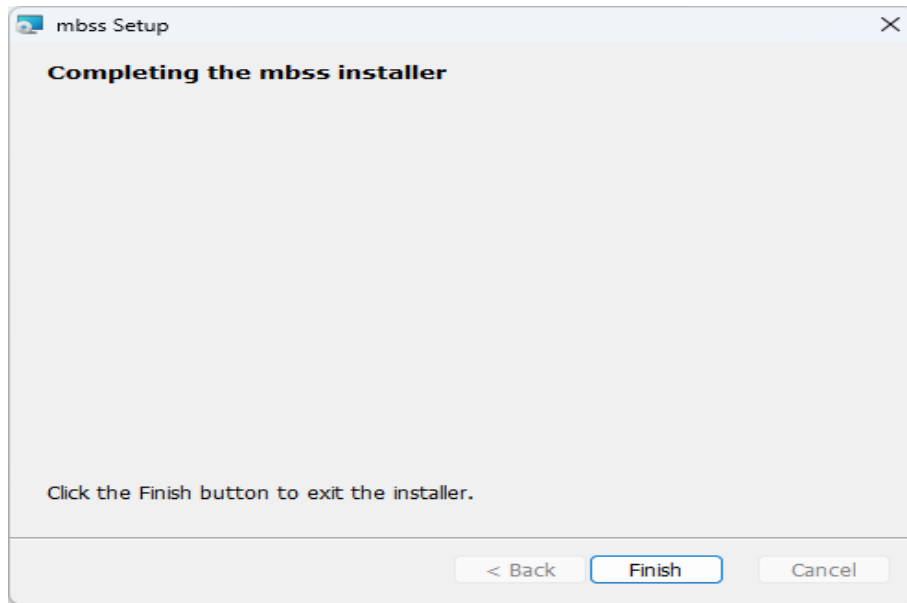 mbss Setup
Completing the mbss installer
Click the Finish button to exit the installer.
< Back
Finish
Cancel